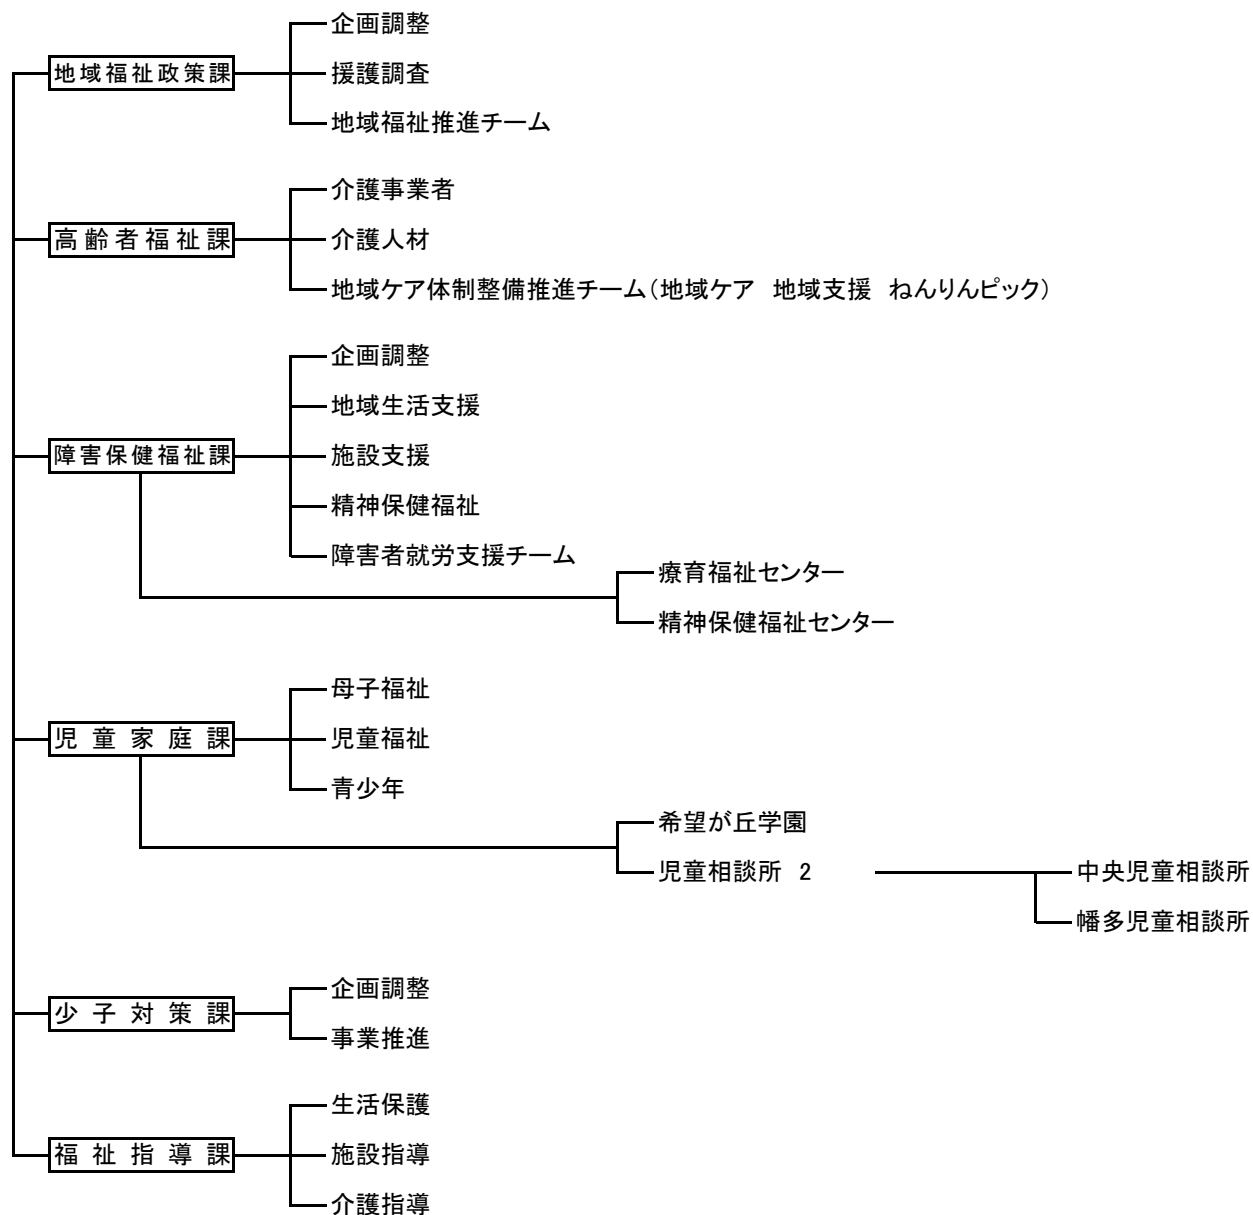 企画調整
地域福祉政策課
援護調査
地域福祉推進チーム
介護事業者
高齢者福祉課
介護人材
地域ケア体制整備推進チーム（地域ケア　地域支援　ねんりんピック）
企画調整
地域生活支援
障害保健福祉課
施設支援
精神保健福祉
障害者就労支援チーム
療育福祉センター
精神保健福祉センター
母子福祉
児童家庭課
児童福祉
青少年
希望が丘学園
児童相談所　2
中央児童相談所
幡多児童相談所
企画調整
少子対策課
事業推進
生活保護
福祉指導課
施設指導
介護指導